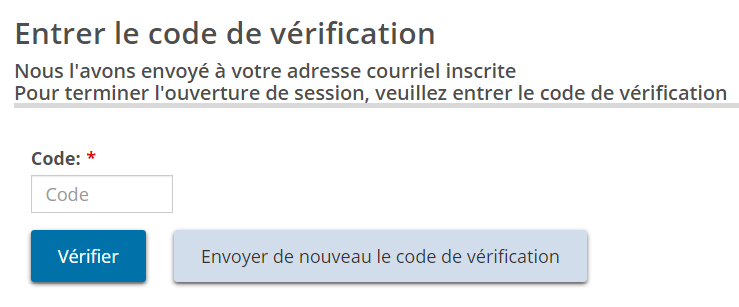 Entrer le code de vérification
Nous l'avons envoyé à votre adresse courriel inscrite
Pour terminer l'ouverture de session, veuillez entrer le code de vérification
Code: *
Code
Vérifier
Envoyer de nouveau le code de vérification